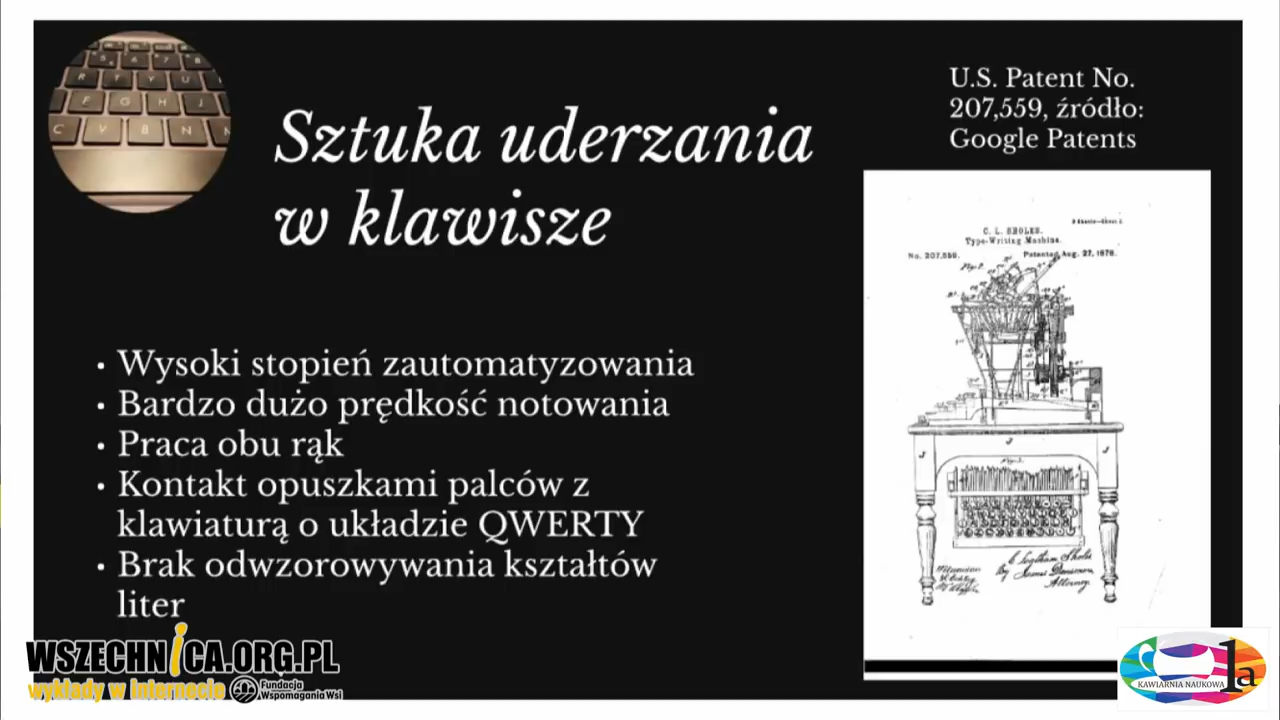 Sztuka uderzania
w klawisze
U.S. Patent No.
207,559, źródło:
Google Patents
C. L. SHOLES.
Type-Writing Machine.
No. 207,559.
Patented Aug. 27, 1878.
• Wysoki stopień zautomatyzowania
• Bardzo dużo prędkość notowania
• Praca obu rąk
• Kontakt opuszkami palców z
klawiaturą o układzie QWERTY
• Brak odwzorowywania kształtów
liter
WSZECHNiCA.ORG.PL
wykłady w internecie
Fundacja
Wspomagania Wsi
KAWIARNIA NAUKOWA 1a